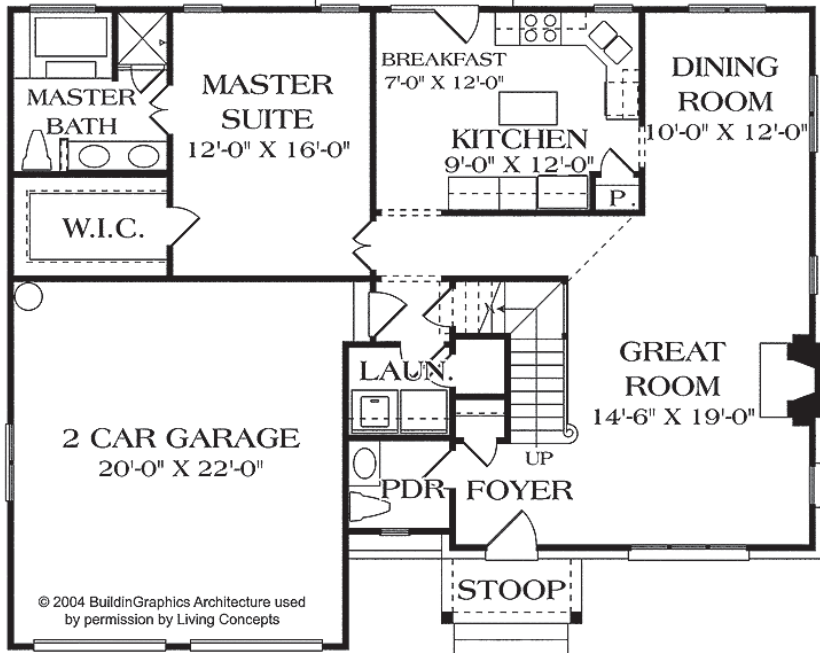 MASTER
BATH
MASTER
SUITE
12'-0" X 16'-0"
BREAKFAST
7'-0" X 12'-0"
KITCHEN
9'-0" X 12'-0"
DINING
ROOM
10'-0" X 12'-0"
P.
W.I.C.
LAUN.
GREAT
ROOM
14'-6" X 19'-0"
2 CAR GARAGE
20'-0" X 22'-0"
UP
PDR
FOYER
STOOP
© 2004 BuildinGraphics Architecture used
by permission by Living Concepts